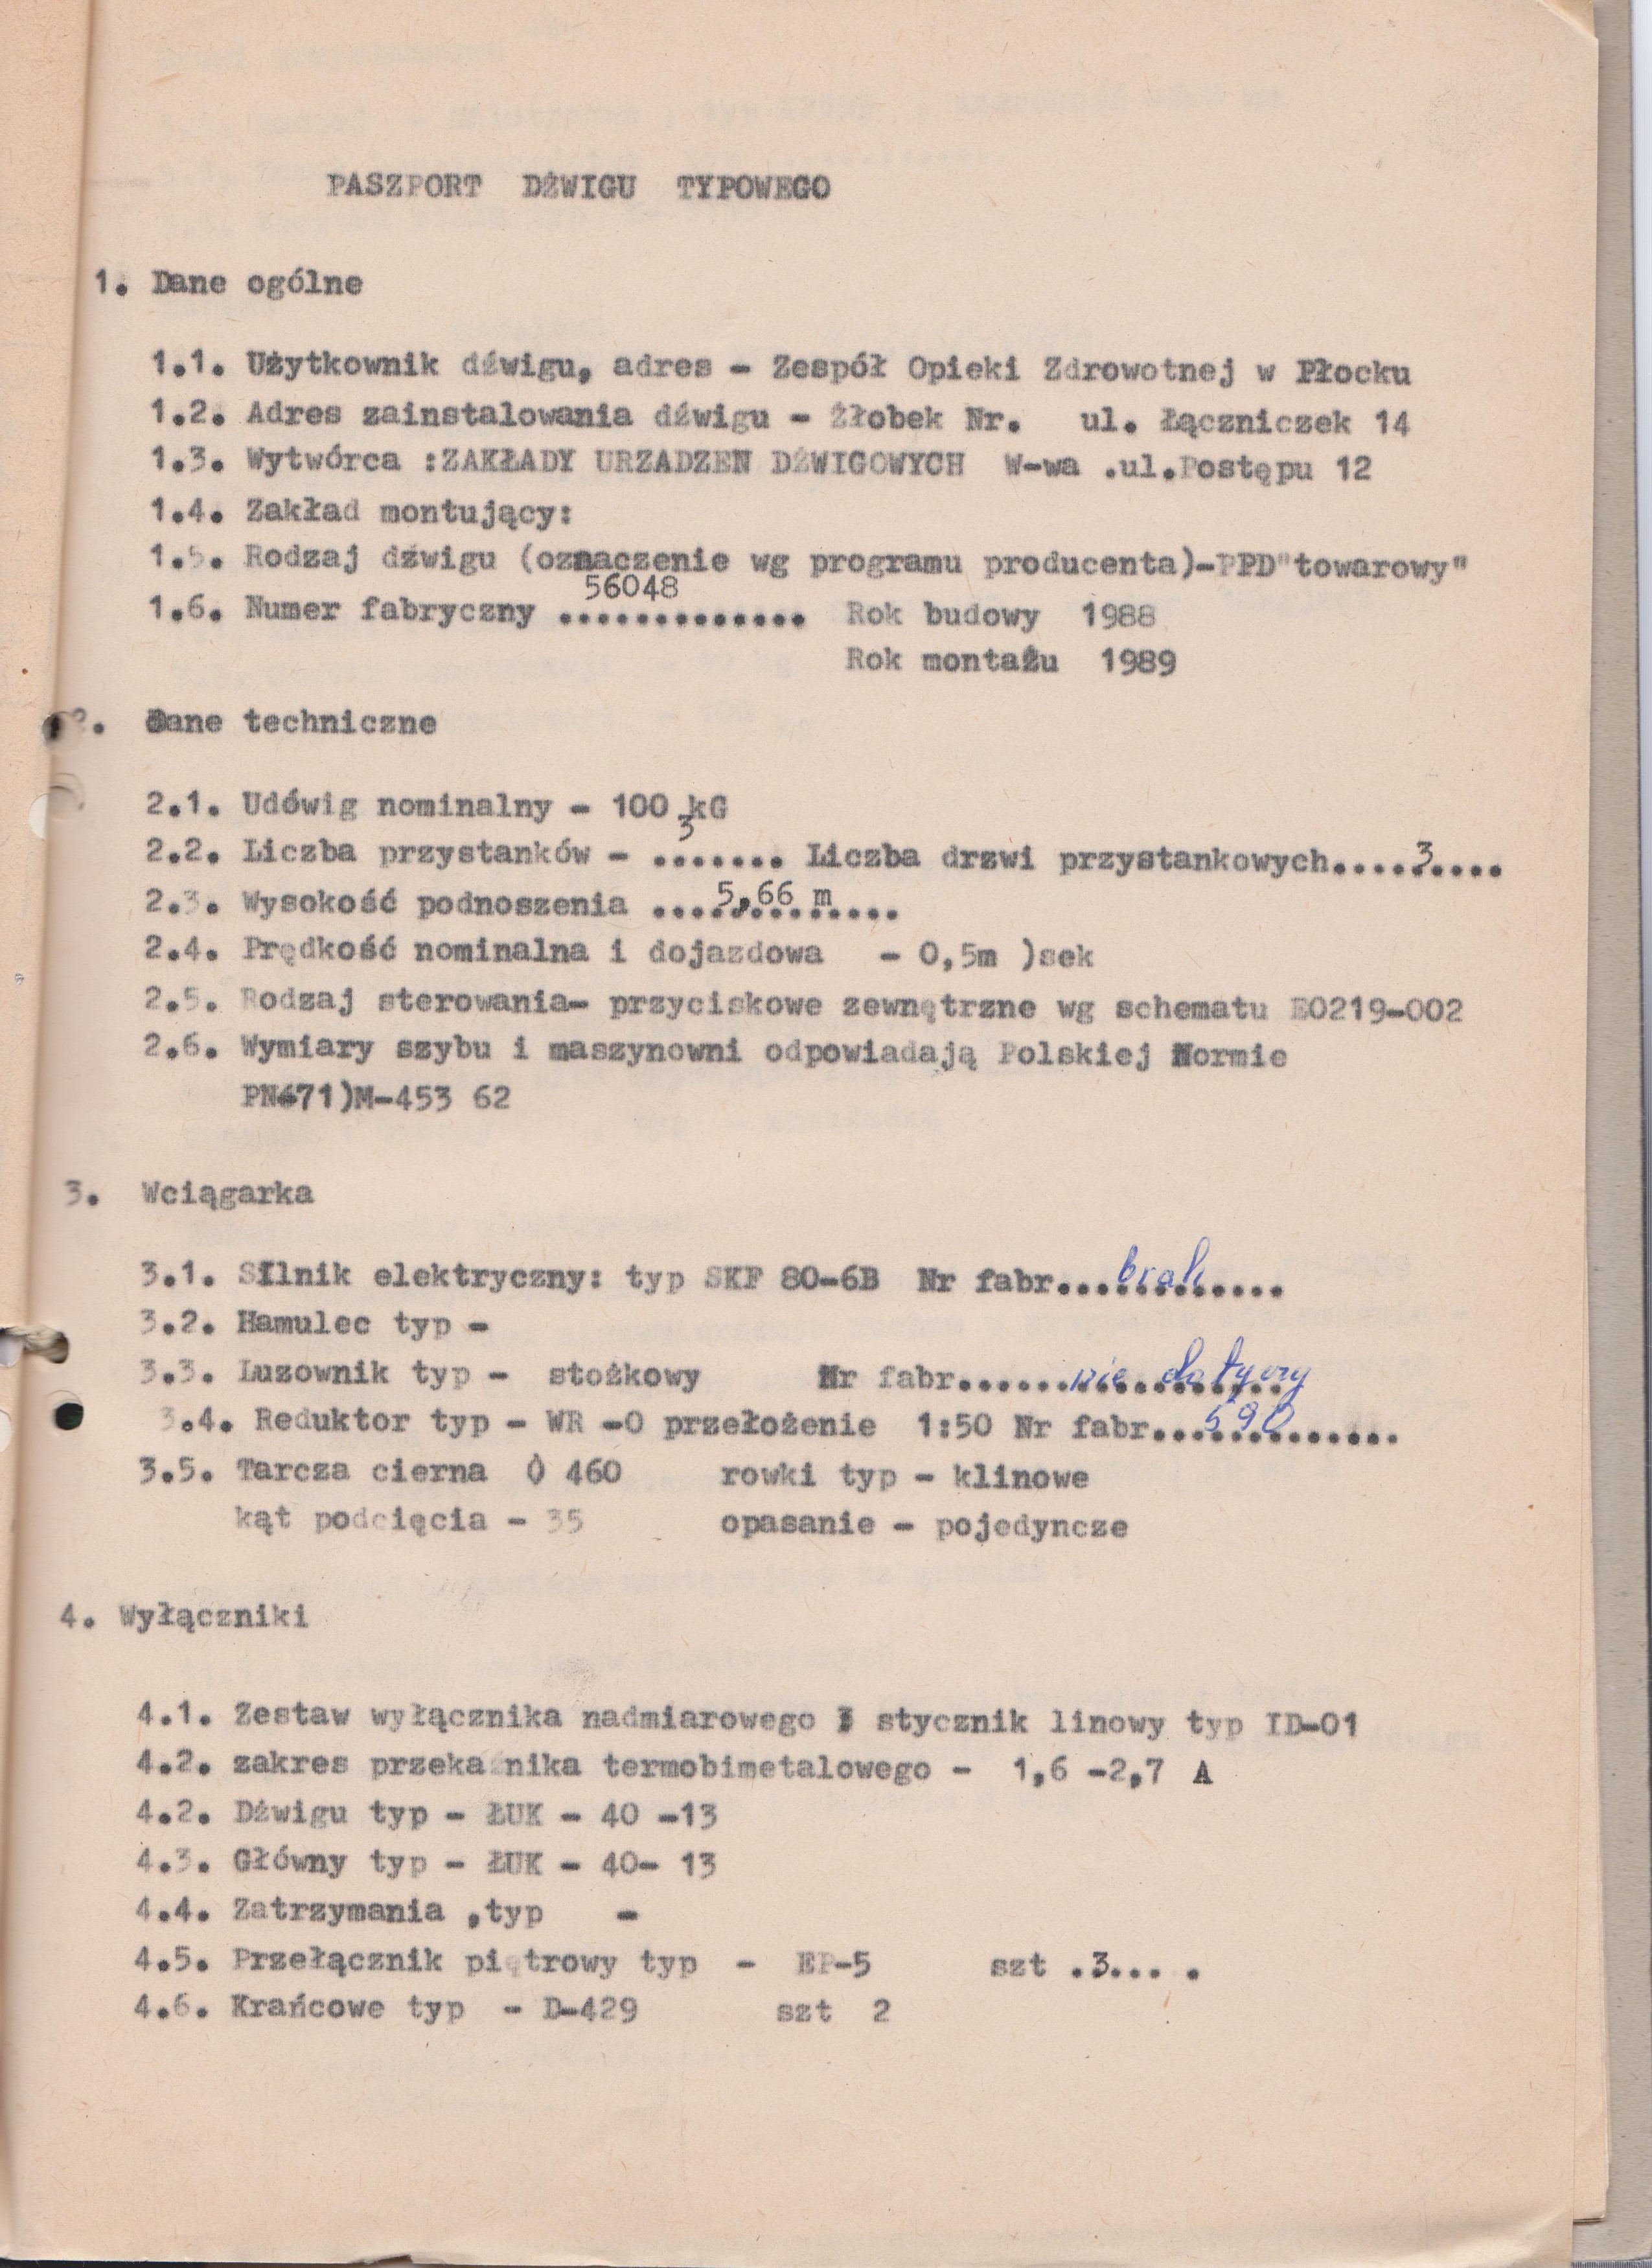 PASZPORT DŹWIGU TYPOWEGO
1. Dane ogólne
1.1. Użytkownik dźwigu, adres - Zespół Opieki Zdrowotnej w Płocku
1.2. Adres zainstalowania dźwigu - Żłobek Nr. ul. Łączniczek 14
1.3. Wytwórca :ZAKŁADY URZADZEN DŹWIGOWYCH W-wa .ul.Postępu 12
1.4. Zakład montujący:
1.5. Rodzaj dźwigu (oznaczenie wg programu producenta)-PPD"towarowy"
1.6. Numer fabryczny ....56048......... Rok budowy 1988
Rok montażu 1989
2. Dane techniczne
2.1. Udówig nominalny - 100 kG
2.2. Liczba przystanków - ..3..... Liczba drzwi przystankowych....3....
2.3. Wysokość podnoszenia ....5,66 m....
2.4. Prędkość nominalna i dojazdowa - 0,5m )sek
2.5. Rodzaj sterowania- przyciskowe zewnętrzne wg schematu E0219-002
2.6. Wymiary szybu i maszynowni odpowiadają Polskiej Normie
PN-71)M-453 62
3. Wciągarka
3.1. Silnik elektryczny: typ SKF 80-6B Nr fabr...brak....
3.2. Hamulec typ -
3.3. Luzownik typ - stożkowy Nr fabr......nie dotyczy
3.4. Reduktor typ - WR -0 przełożenie 1:50 Nr fabr...590......
3.5. Tarcza cierna Ǿ 460 rowki typ - klinowe
kąt podcięcia - 35 opasanie - pojedyncze
4. Wyłączniki
4.1. Zestaw wyłącznika nadmiarowego i stycznik linowy typ ID-01
4.2. zakres przekaźnika termobimetalowego - 1,6 -2,7 A
4.2. Dźwigu typ - ŁUK - 40 -13
4.3. Główny typ - ŁUK - 40- 13
4.4. Zatrzymania ,typ -
4.5. Przełącznik piętrowy typ - EP-5 szt .3... .
4.6. Krańcowe typ - D-429 szt 2